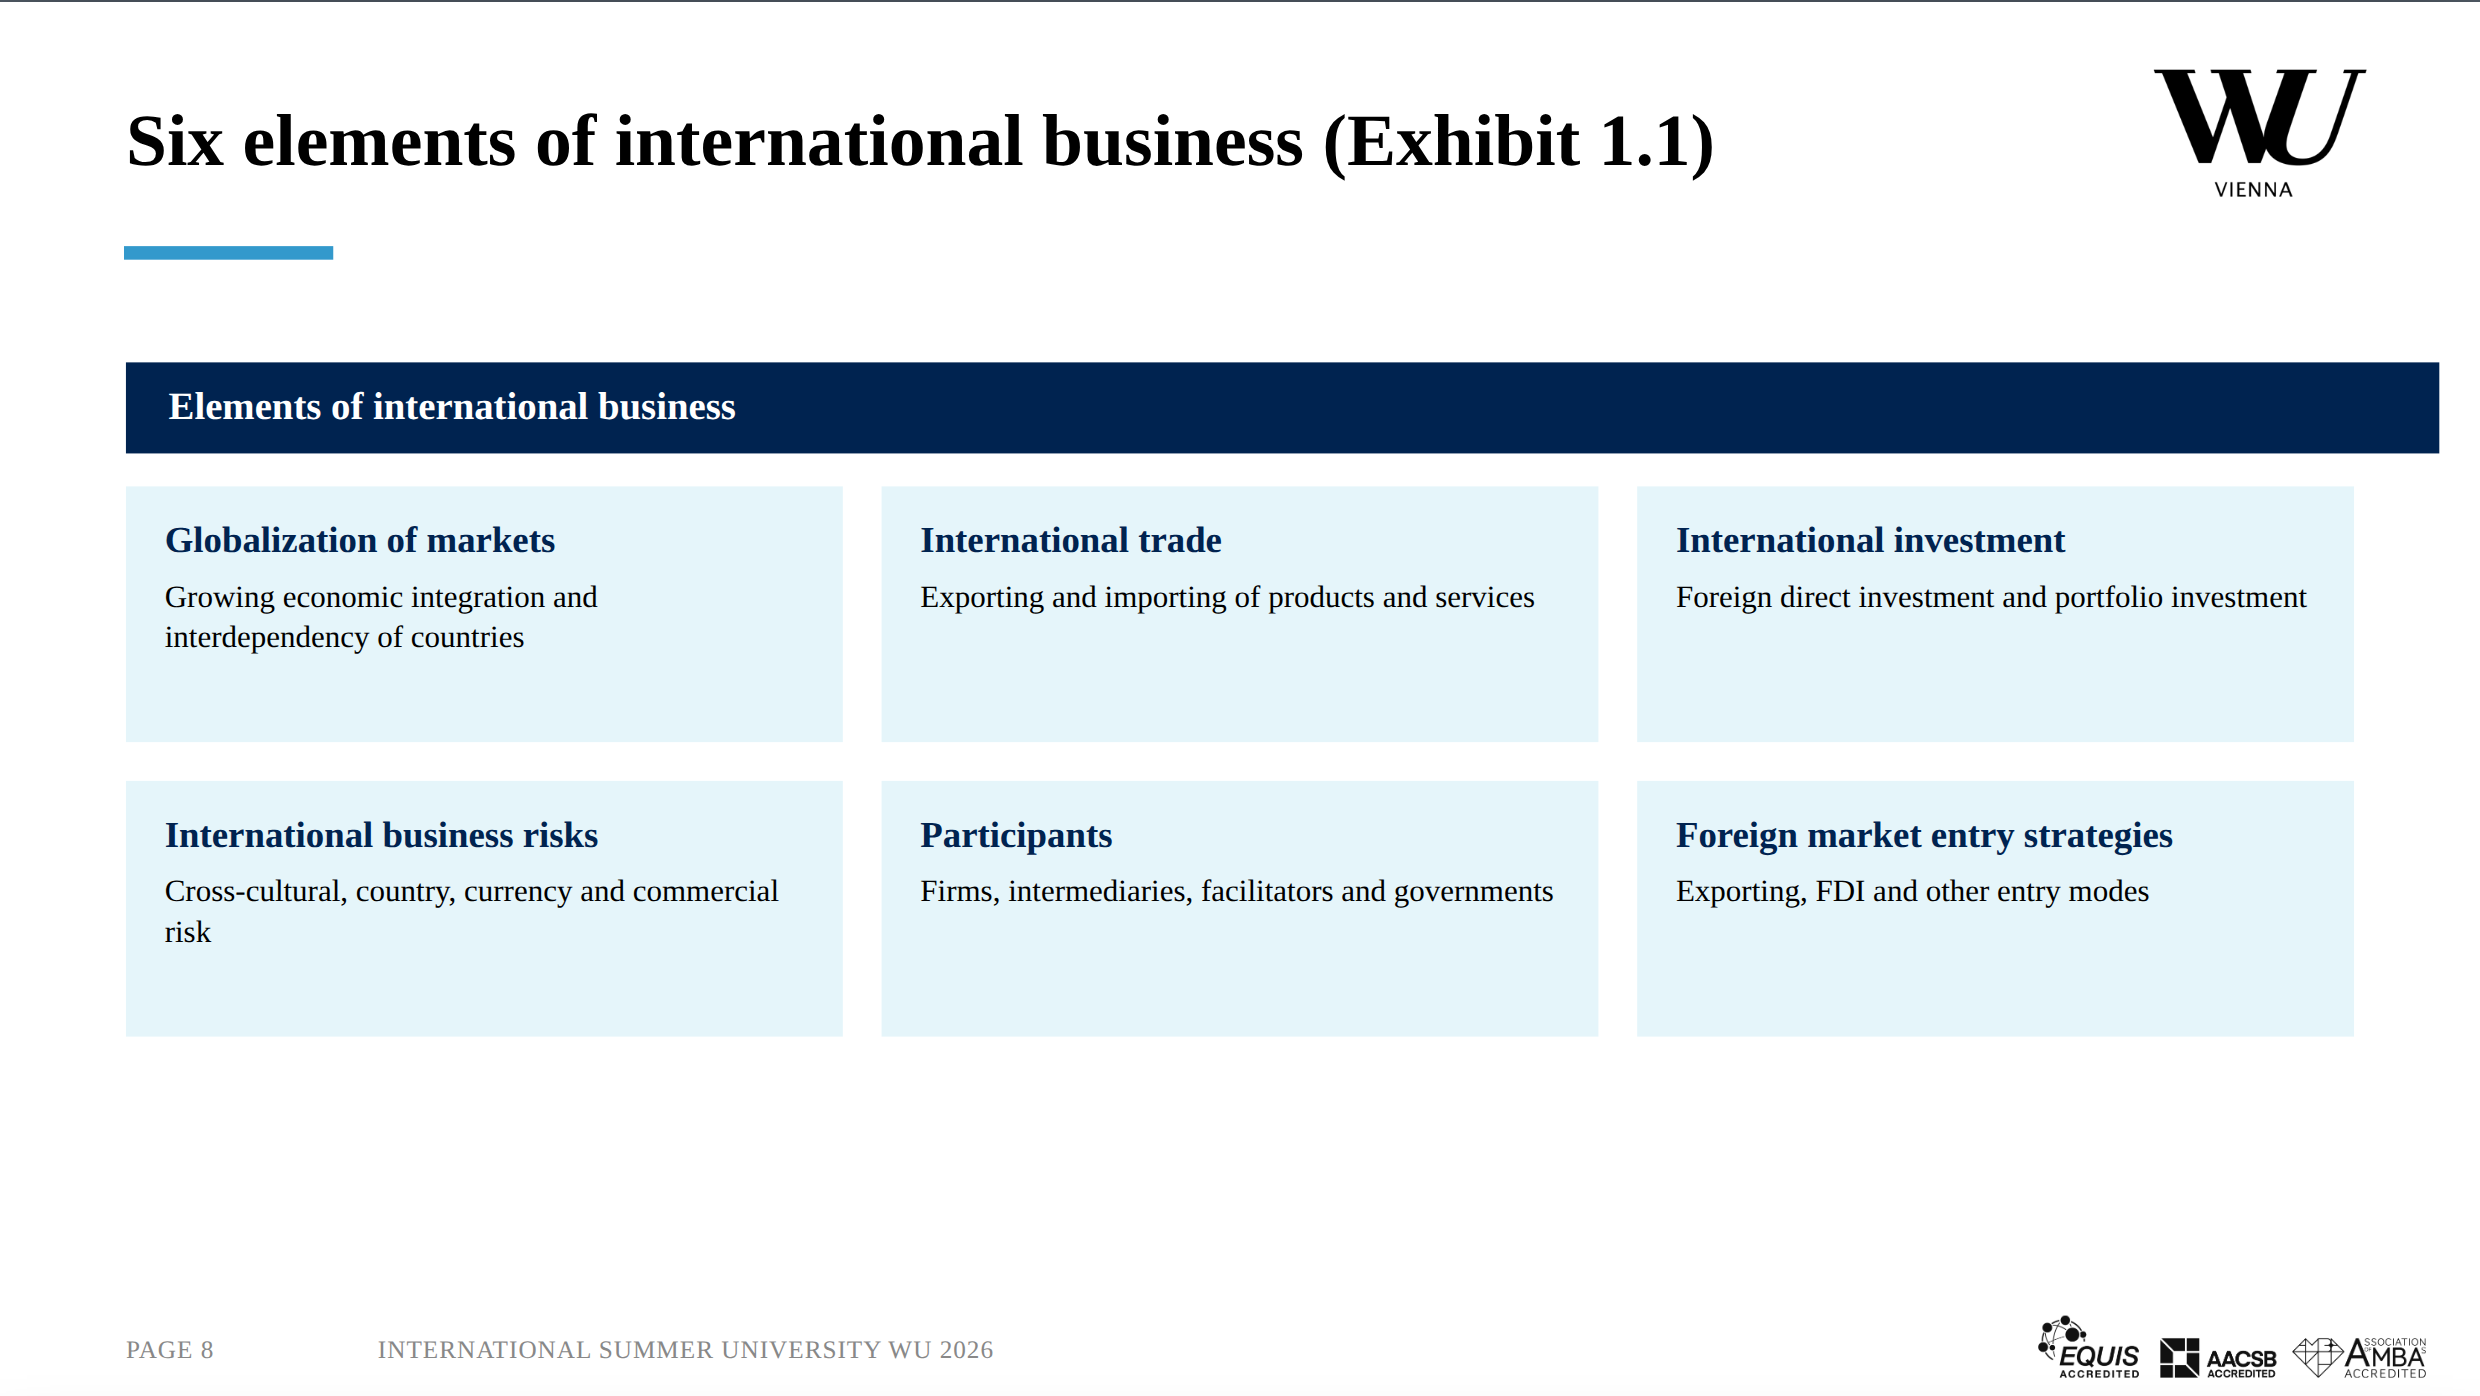 Six elements of international business (Exhibit 1.1)
WU
VIENNA
Elements of international business
Globalization of markets
Growing economic integration and
interdependency of countries
International trade
Exporting and importing of products and services
International investment
Foreign direct investment and portfolio investment
International business risks
Cross-cultural, country, currency and commercial
risk
Participants
Firms, intermediaries, facilitators and governments
Foreign market entry strategies
Exporting, FDI and other entry modes
PAGE 8
INTERNATIONAL SUMMER UNIVERSITY WU 2026
EQUIS
ACCREDITED
AACSB
ACCREDITED
ASSOCIATION
OF
AMBAS
ACCREDITED